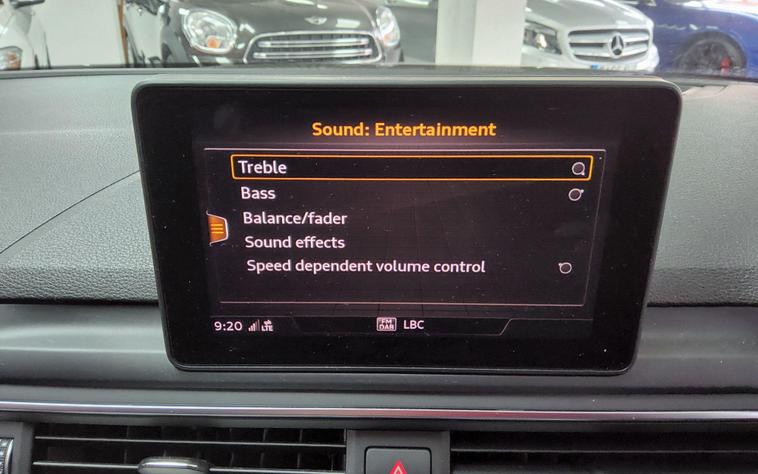 Sound: Entertainment
Treble
Bass
Balance/fader
Sound effects
Speed dependent volume control
9:20 LTE FM DAB LBC